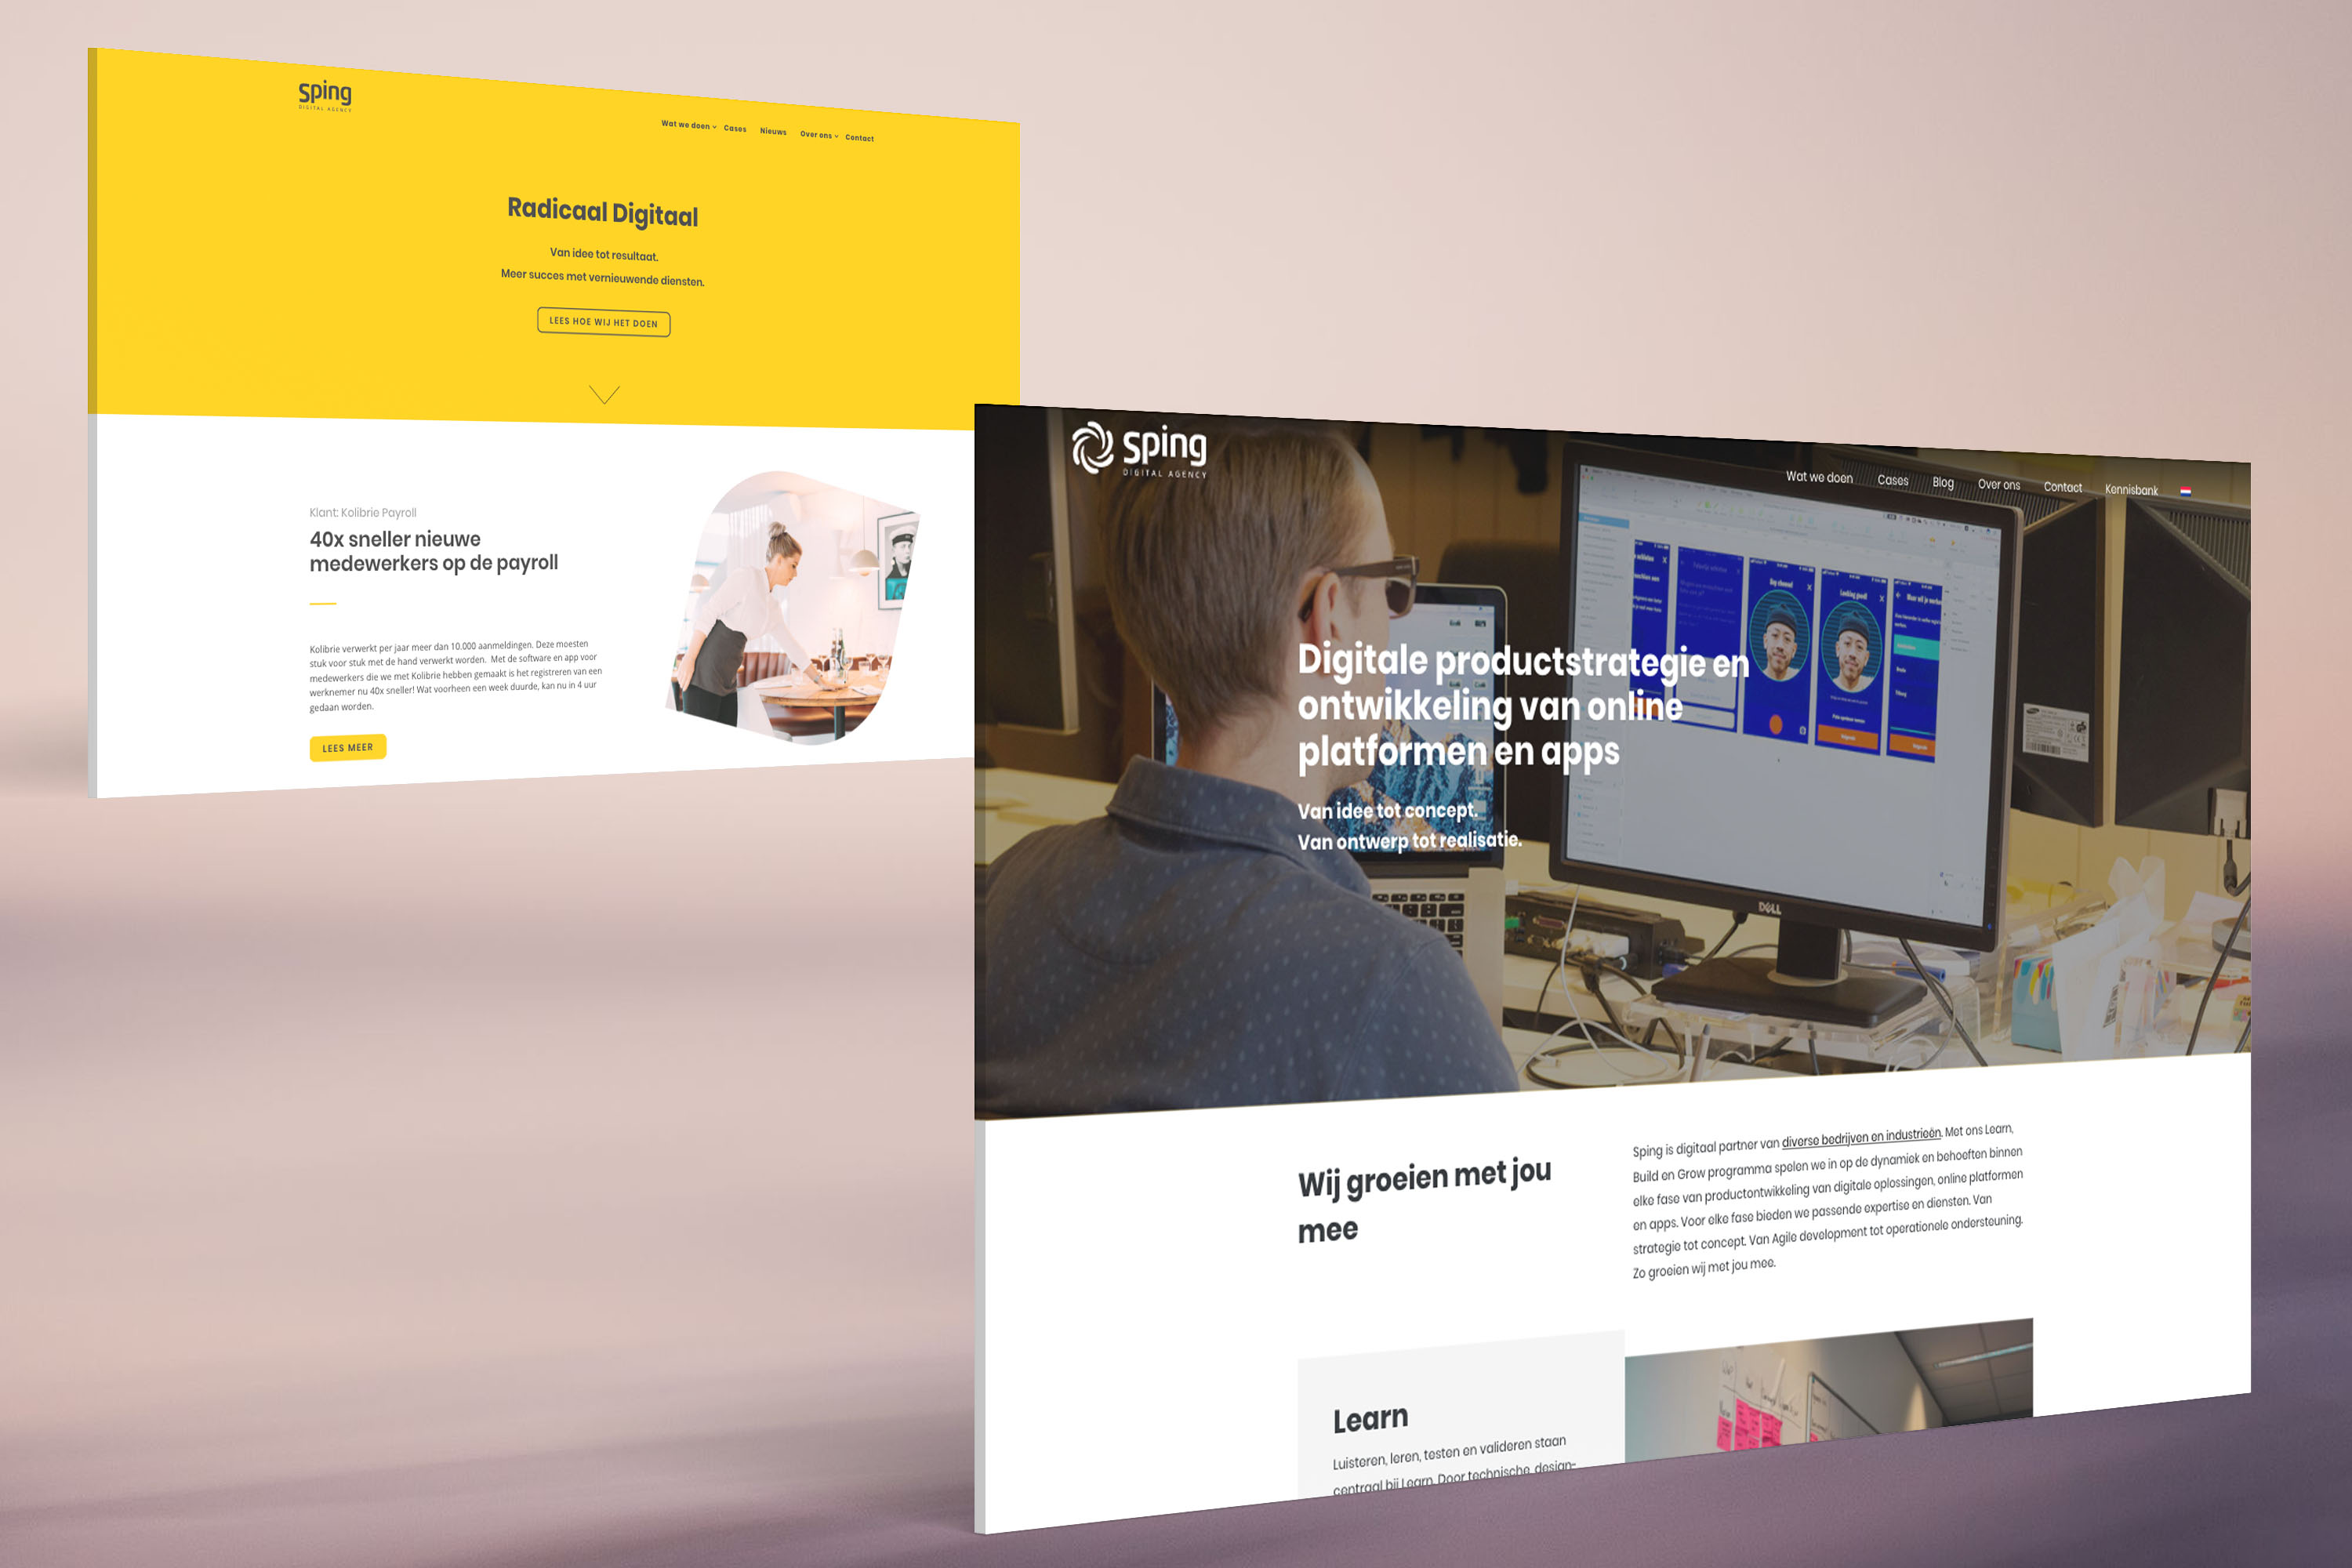 Sping
DIGITAL AGENCY
Wat we doen Cases Nieuws Over ons Contact
Radicaal Digitaal
Van idee tot resultaat.
Meer succes met vernieuwende diensten.
LEES HOE WIJ HET DOEN
Klant: Kolibrie Payroll
40x sneller nieuwe
medewerkers op de payroll
Kolibrie verwerkt per jaar meer dan 10.000 aanmeldingen. Deze moesten
stuk voor stuk met de hand verwerkt worden. Met de software en app voor
medewerkers die we met Kolibrie hebben gemaakt is het registreren van een
werknemer nu 40x sneller! Wat voorheen een week duurde, kan nu in 4 uur
gedaan worden.
LEES MEER
Sping
DIGITAL AGENCY
Wat we doen Cases Blog Over ons Contact Kennisbank
Looking good!
Digitale productstrategie en
ontwikkeling van online
platformen en apps
Van idee tot concept.
Van ontwerp tot realisatie.
DELL
Wij groeien met jou
mee
Sping is digitaal partner van diverse bedrijven en industrieën. Met ons Learn,
Build en Grow programma spelen we in op de dynamiek en behoeften binnen
elke fase van productontwikkeling van digitale oplossingen, online platformen
en apps. Voor elke fase bieden we passende expertise en diensten. Van
strategie tot concept. Van Agile development tot operationele ondersteuning.
Zo groeien wij met jou mee.
Learn
Luisteren, leren, testen en valideren staan
centraal bij Learn. Door technische, design-